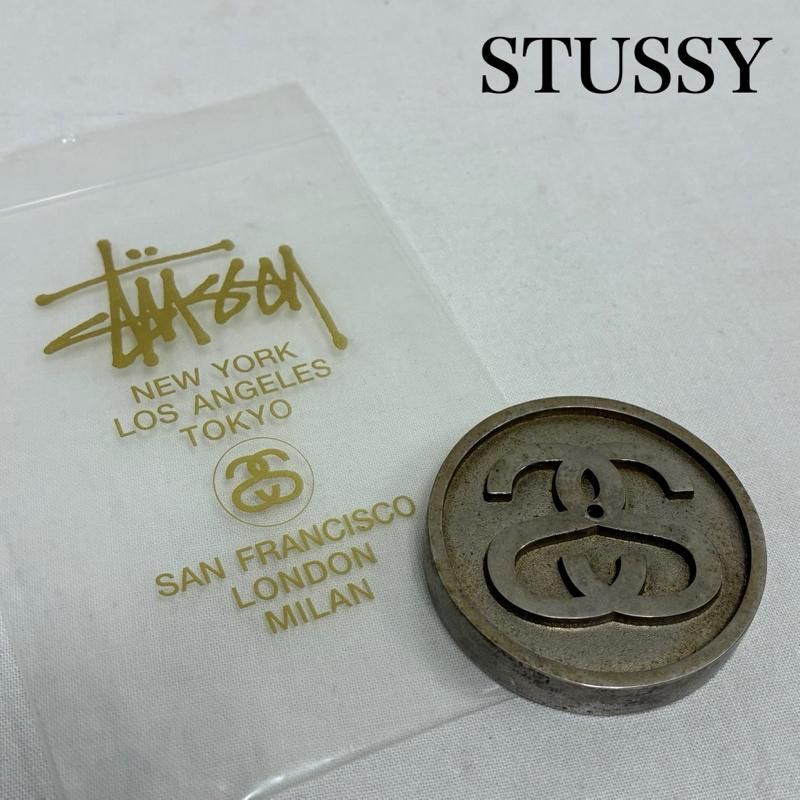 STUSSY
Stüssy
NEW YORK
LOS ANGELES
TOKYO
SAN FRANCISCO
LONDON
MILAN